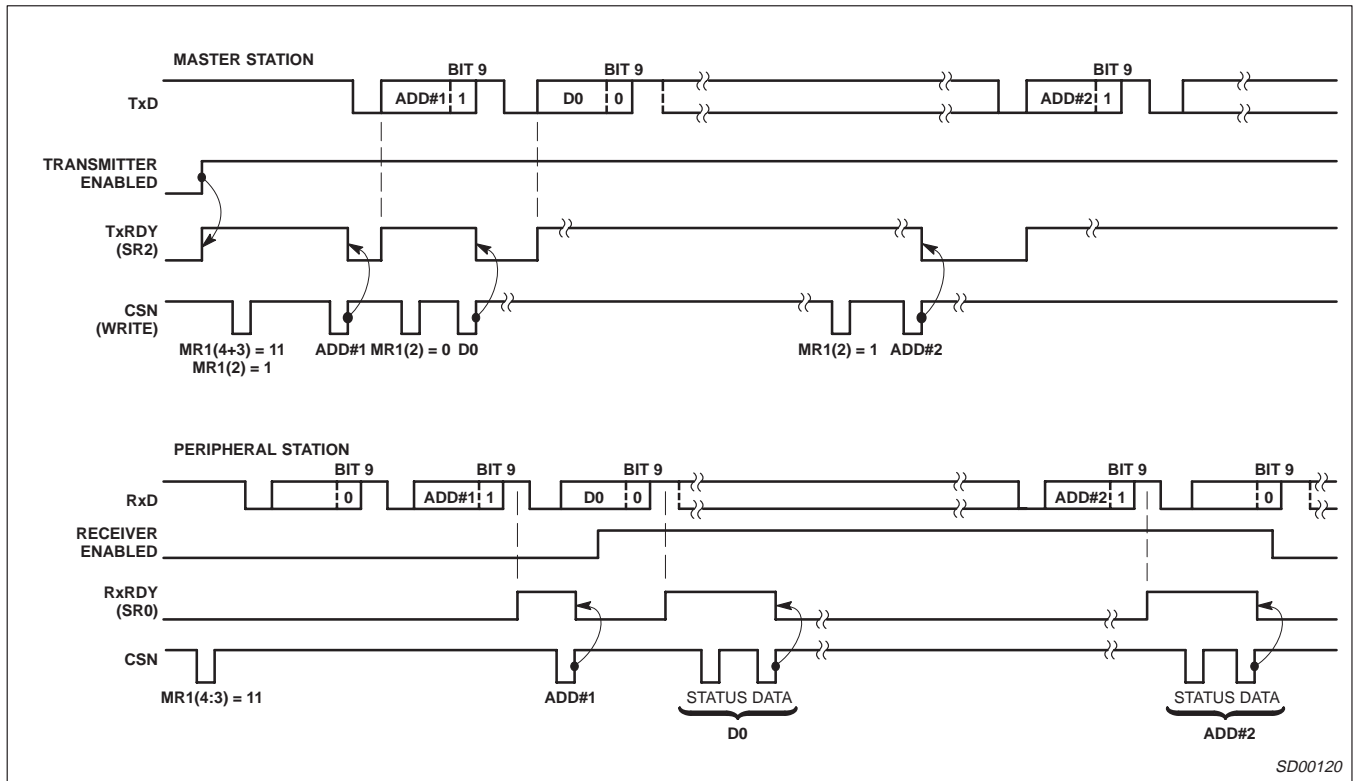 MASTER STATION
BIT 9 BIT 9 BIT 9
TxD ADD#1 1 D0 0 ADD#2 1
TRANSMITTER
ENABLED
TxRDY
(SR2)
CSN
(WRITE)
MR1(4+3) = 11 ADD#1 MR1(2) = 0 D0 MR1(2) = 1 ADD#2
MR1(2) = 1
PERIPHERAL STATION
BIT 9 BIT 9 BIT 9 BIT 9 BIT 9
RxD 0 ADD#1 1 D0 0 ADD#2 1 0
RECEIVER
ENABLED
RxRDY
(SR0)
CSN
MR1(4:3) = 11 ADD#1 STATUS DATA STATUS DATA
D0 ADD#2
SD00120